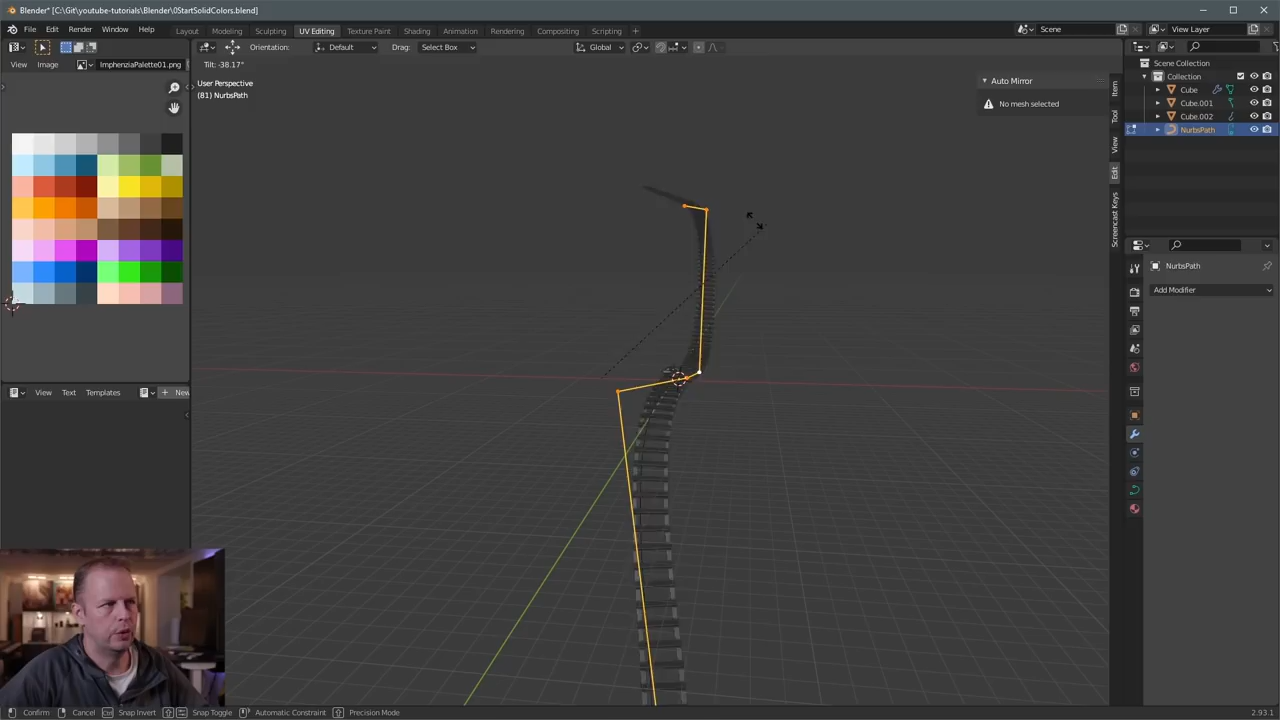 Blender* [C:\Git\youtube-tutorials\Blender\0StartSolidColors.blend]
File Edit Render Window Help
Layout Modeling Sculpting UV Editing Texture Paint Shading Animation Rendering Compositing Scripting +
Scene
View Layer
Orientation: Default Drag: Select Box
Global
View Image
ImphenziaPalette01.png
Tilt: -38.17°
User Perspective
(81) NurbsPath
Auto Mirror
No mesh selected
Item
Tool
View
Edit
Screencast Keys
Scene Collection
Collection
Cube
Cube.001
Cube.002
NurbsPath
NurbsPath
Add Modifier
View Text Templates
New
Confirm
Cancel
Snap Invert
Snap Toggle
Automatic Constraint
Precision Mode
2.93.1